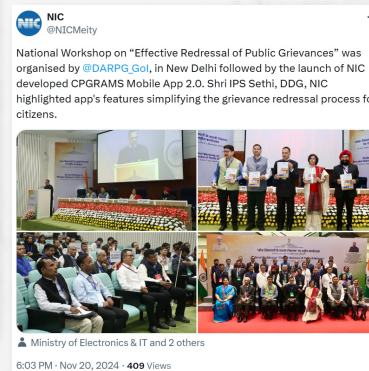 NIC
@NICMeity
National Workshop on “Effective Redressal of Public Grievances” was
organised by @DARPG_GoI, in New Delhi followed by the launch of NIC
developed CPGRAMS Mobile App 2.0. Shri IPS Sethi, DDG, NIC
highlighted app's features simplifying the grievance redressal process fo
citizens.
Ministry of Electronics & IT and 2 others
6:03 PM · Nov 20, 2024 · 409 Views